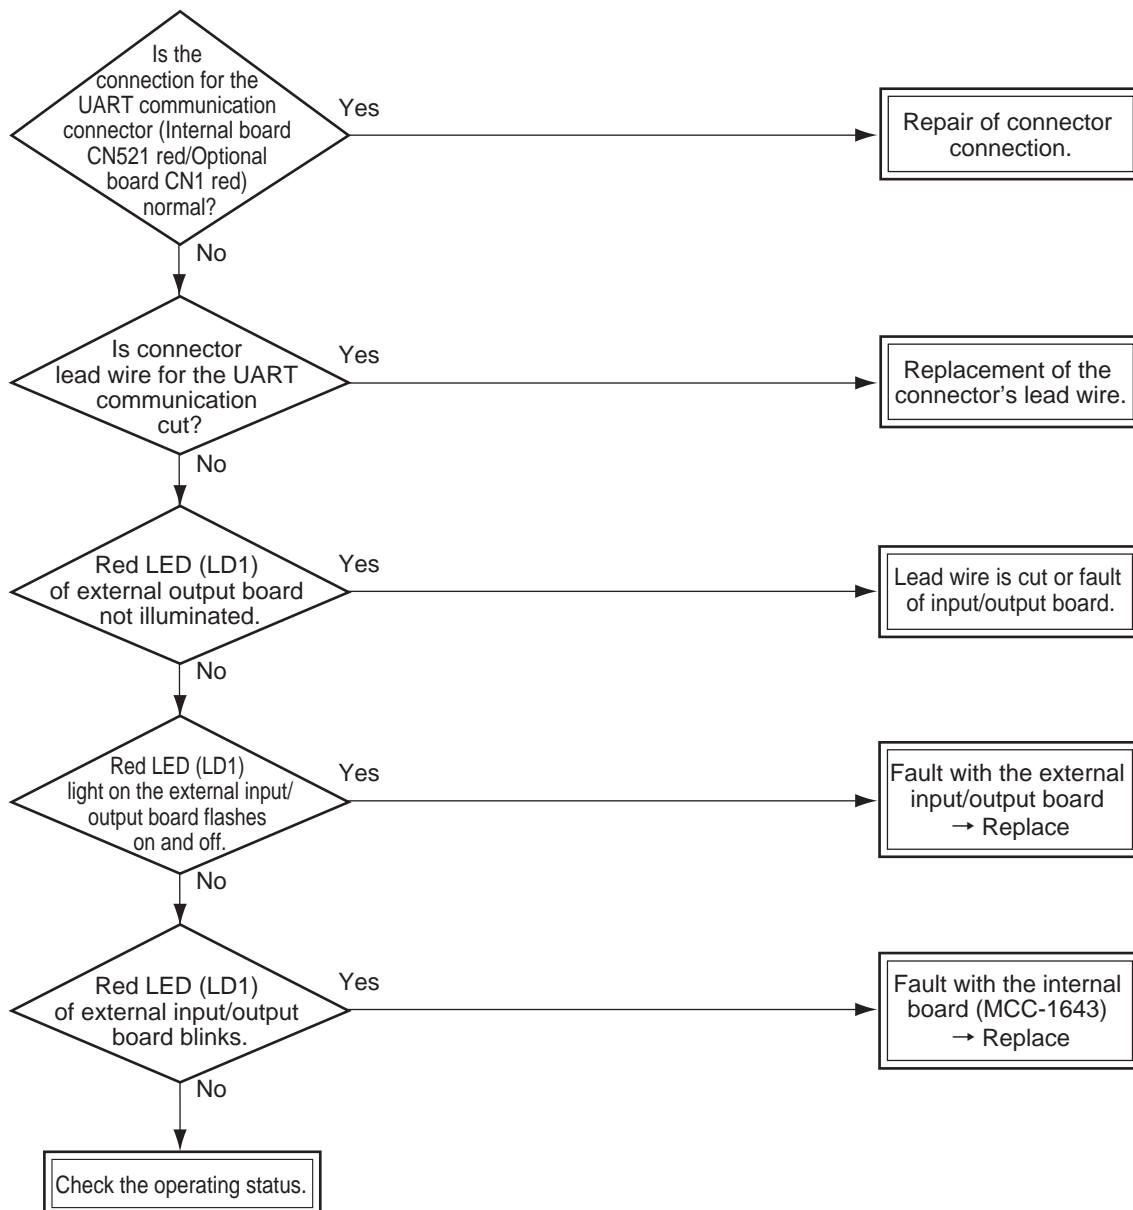 Is the
connection for the
UART communication
connector (Internal board
CN521 red/Optional
board CN1 red)
normal?
Yes
Repair of connector
connection.
No
Is connector
lead wire for the UART
communication
cut?
Yes
Replacement of the
connector’s lead wire.
No
Red LED (LD1)
of external output board
not illuminated.
Yes
Lead wire is cut or fault
of input/output board.
No
Red LED (LD1)
light on the external input/
output board flashes
on and off.
Yes
Fault with the external
input/output board
→ Replace
No
Red LED (LD1)
of external input/output
board blinks.
Yes
Fault with the internal
board (MCC-1643)
→ Replace
No
Check the operating status.